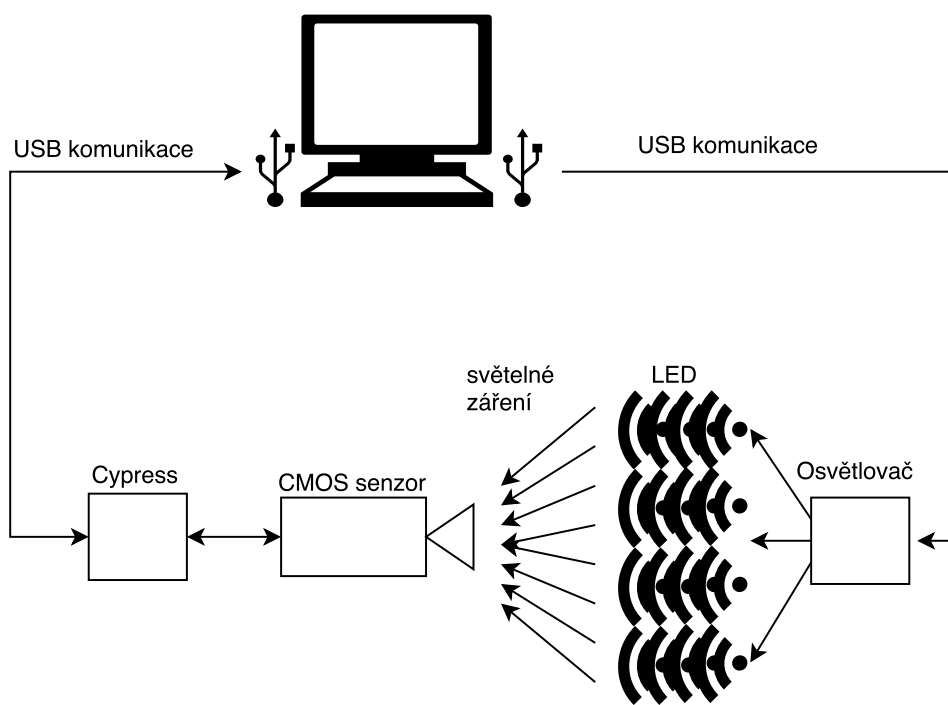 USB komunikace
USB komunikace
světelné
záření
LED
Cypress
CMOS senzor
Osvětlovač